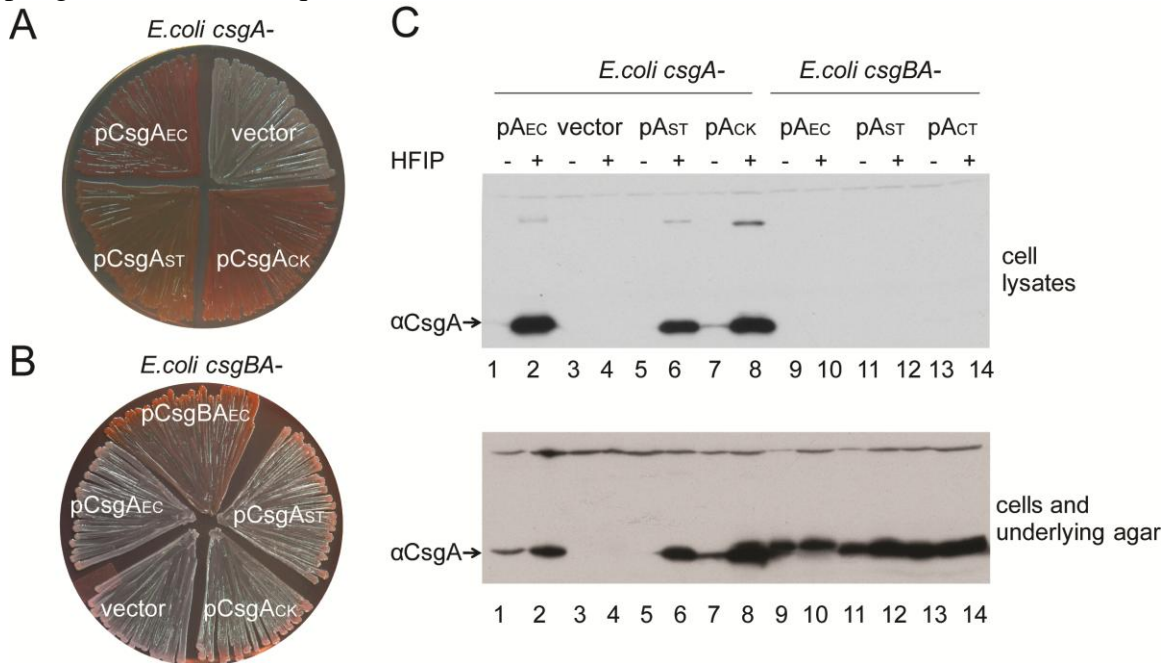 A
E.coli csgA-
pCsgAEC
vector
pCsgAST
pCsgACK
B
E.coli csgBA-
pCsgBAEC
pCsgAEC
pCsgAST
vector
pCsgACK
C
E.coli csgA- E.coli csgBA-
pAEC vector pAST pACK pAEC pAST pACT
HFIP - + - + - + - + - + - + - +
αCsgA→
cell
lysates
1 2 3 4 5 6 7 8 9 10 11 12 13 14
αCsgA→
cells and
underlying agar
1 2 3 4 5 6 7 8 9 10 11 12 13 14